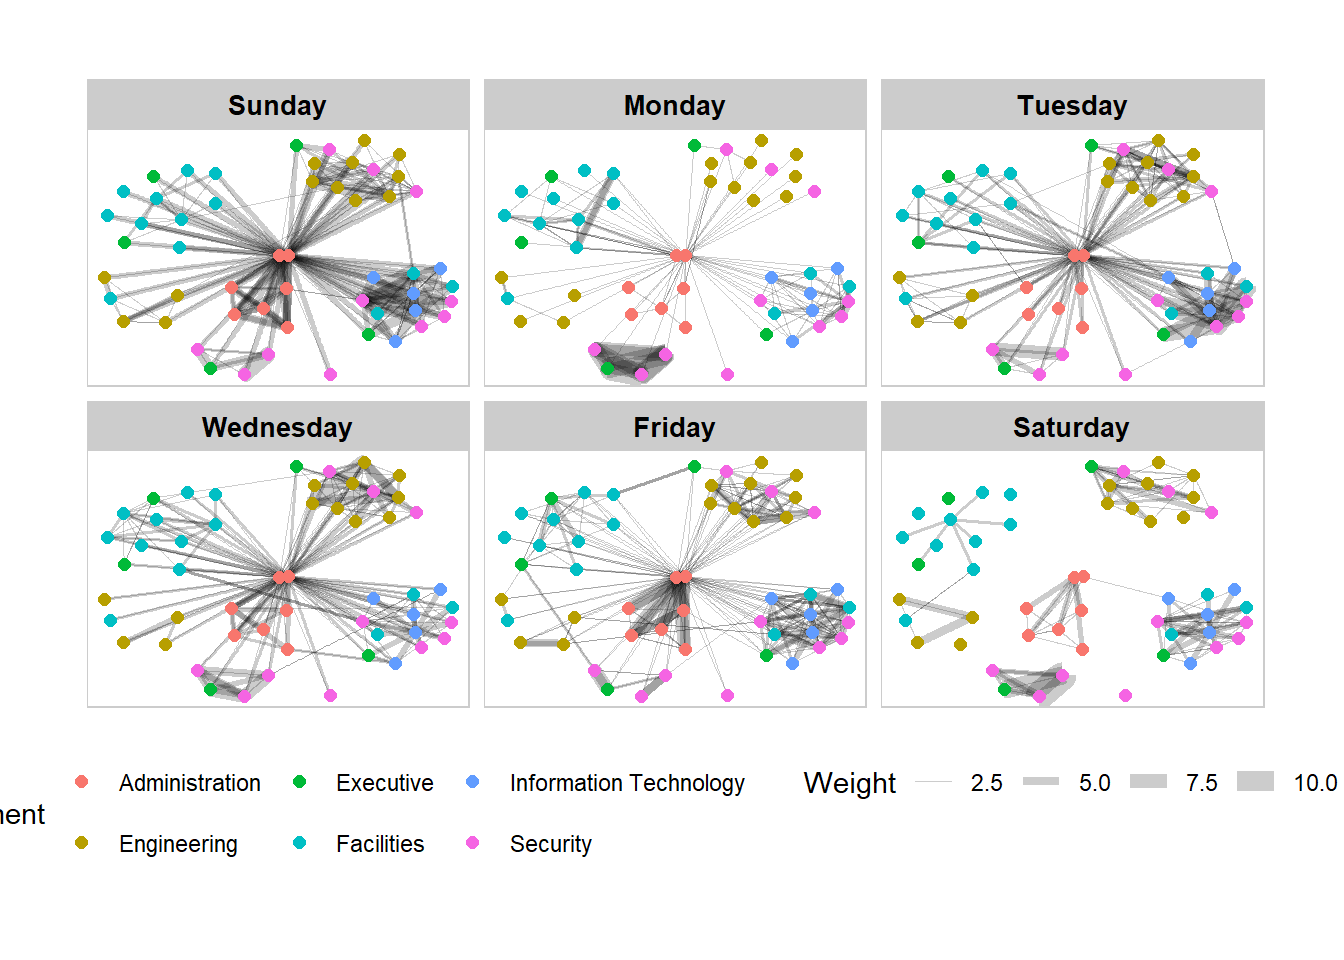 Sunday
Monday
Tuesday
Wednesday
Friday
Saturday
Administration
Executive
Information Technology
Engineering
Facilities
Security
Weight
2.5
5.0
7.5
10.0